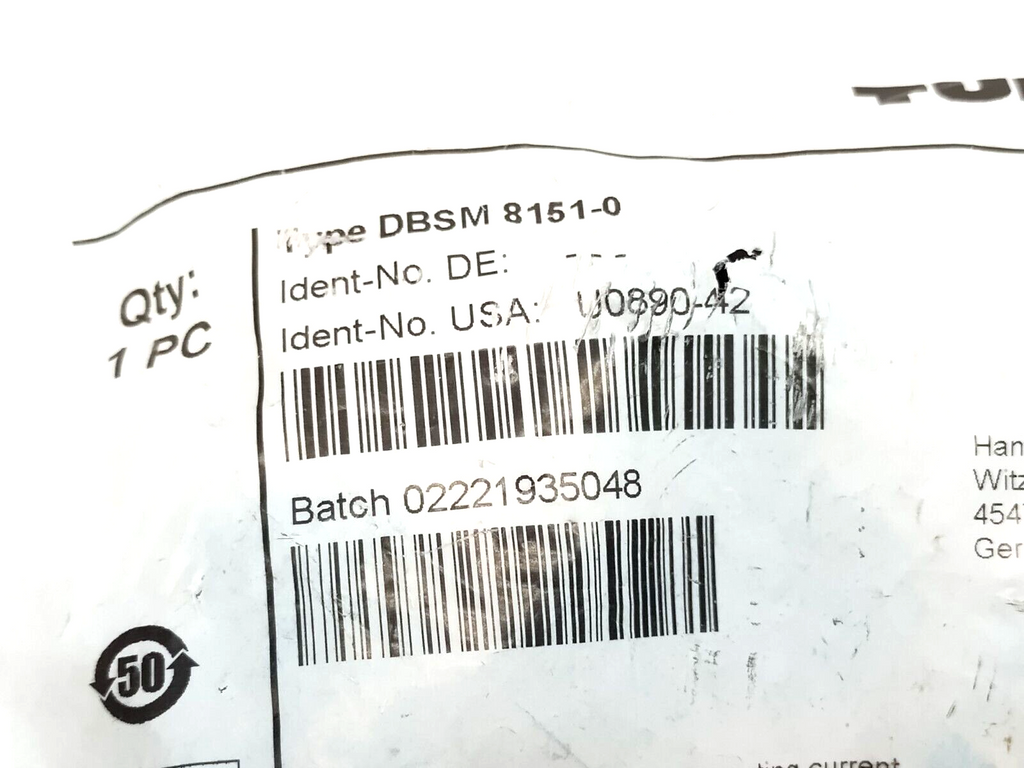 Qty:
1 PC
Type DBSM 8151-0
Ident-No. DE: ---
Ident-No. USA: U0890-42
Batch 02221935048
50